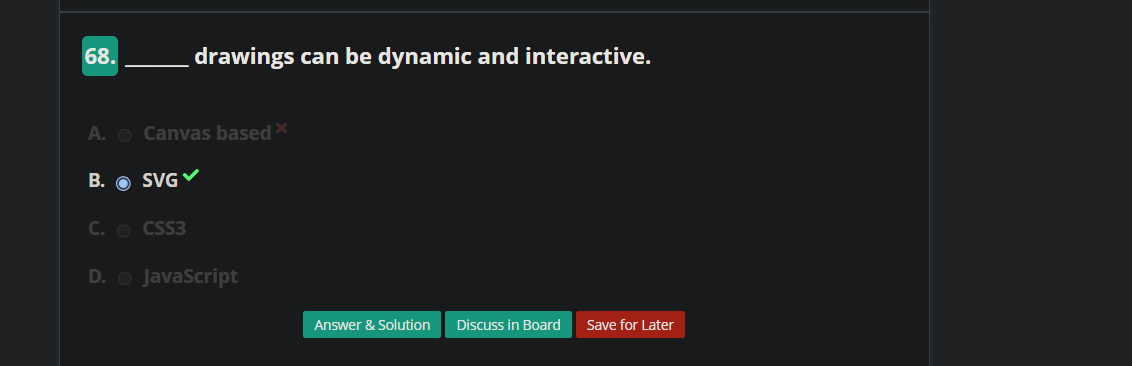 68. ______ drawings can be dynamic and interactive.
A. Canvas based
B. SVG
C. CSS3
D. JavaScript
Answer & Solution Discuss in Board Save for Later